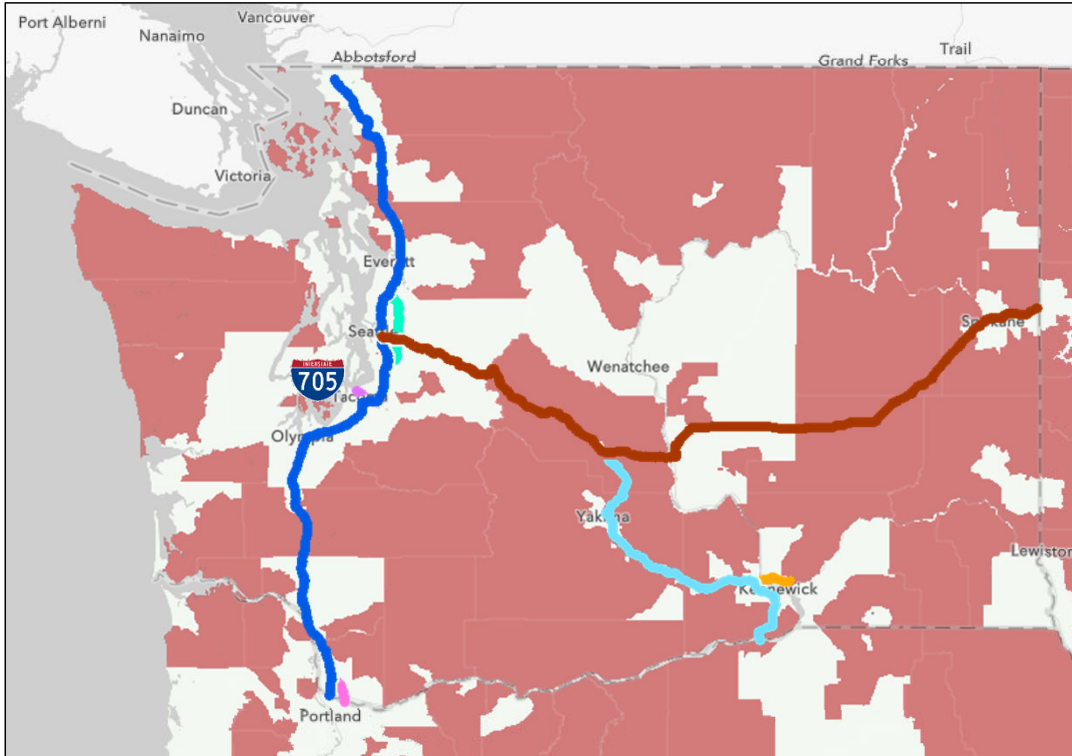 Vancouver
Port Alberni
Nanaimo
Abbotsford
Trail
Grand Forks
Duncan
Victoria
Everett
Seattle
Spokane
Wenatchee
INTERSTATE
705
Tacoma
Olympia
Yakima
Lewiston
Kennewick
Portland